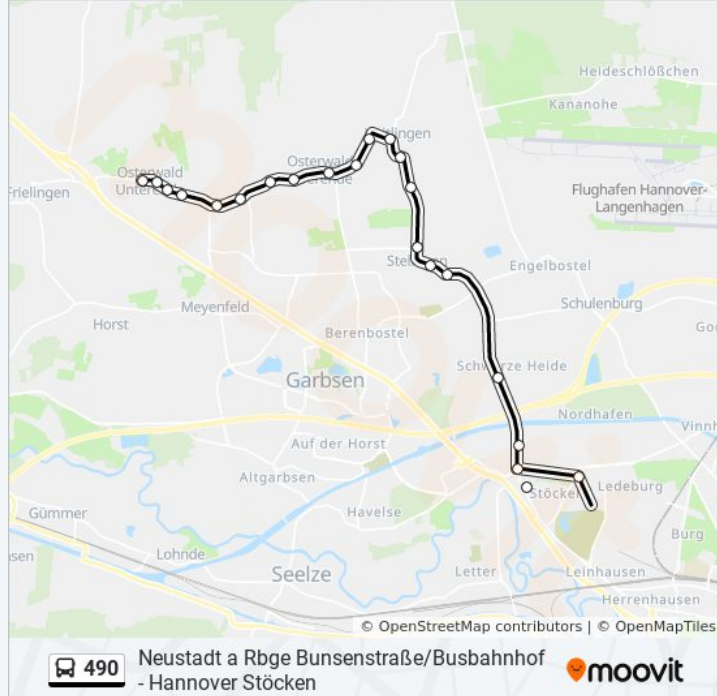 Heideschlößchen
Kananohe
Osterwald
Unterende
Frielingen
Flughafen Hannover-
Langenhagen
Engelbostel
Meyenfeld
Schulenburg
Horst
Berenbostel
Garbsen
Nordhafen
Auf der Horst
Altgarbsen
Stöcken
Ledeburg
Havelse
Gümmer
Burg
Lohnde
Seelze
Letter
Leinhausen
Herrenhausen
© OpenStreetMap contributors | © OpenMapTiles
490
Neustadt a Rbge Bunsenstraße/Busbahnhof
- Hannover Stöcken
moovit